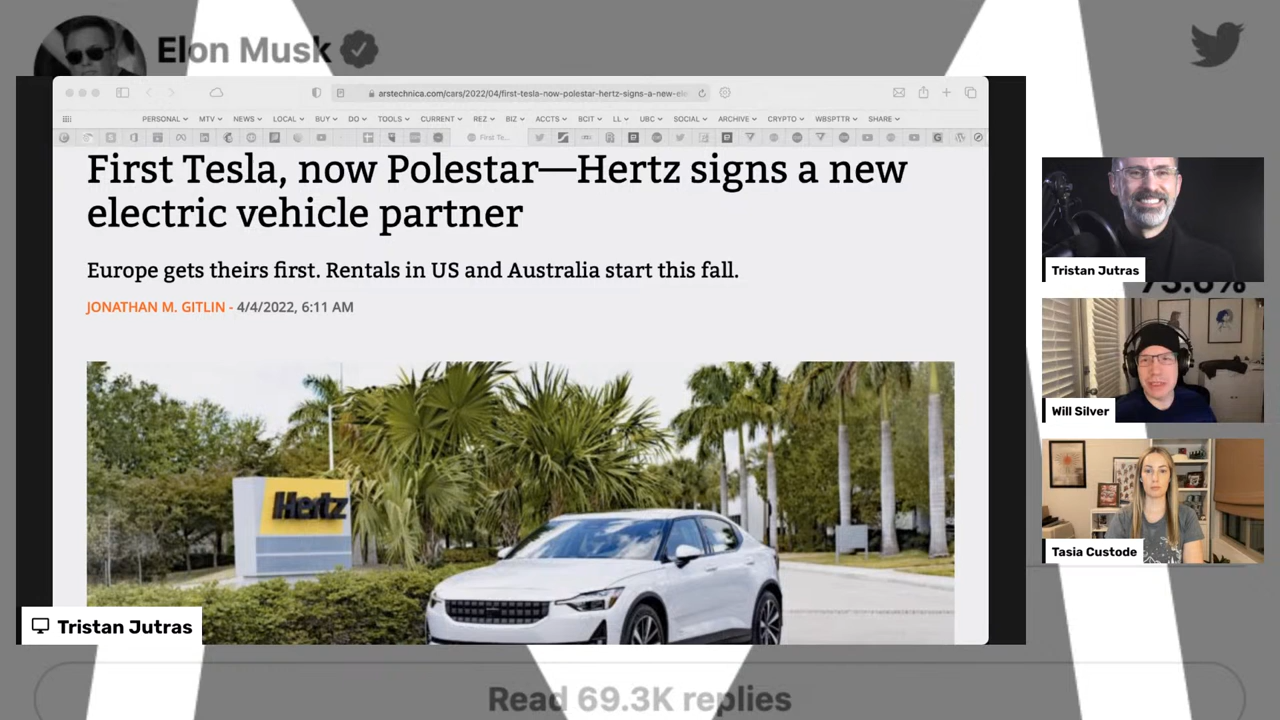 Elon Musk
arstechnica.com/cars/2022/04/first-tesla-now-polestar-hertz-signs-a-new-ele
PERSONAL MTV NEWS LOCAL BUY DO TOOLS CURRENT REZ BIZ ACCTS BCIT LL UBC SOCIAL ARCHIVE CRYPTO WBSPTTR SHARE
First Te...
First Tesla, now Polestar—Hertz signs a new
electric vehicle partner
Europe gets theirs first. Rentals in US and Australia start this fall.
JONATHAN M. GITLIN - 4/4/2022, 6:11 AM
Hertz
Tristan Jutras
Tristan Jutras
73.6%
Will Silver
Tasia Custode
Read 69.3K replies